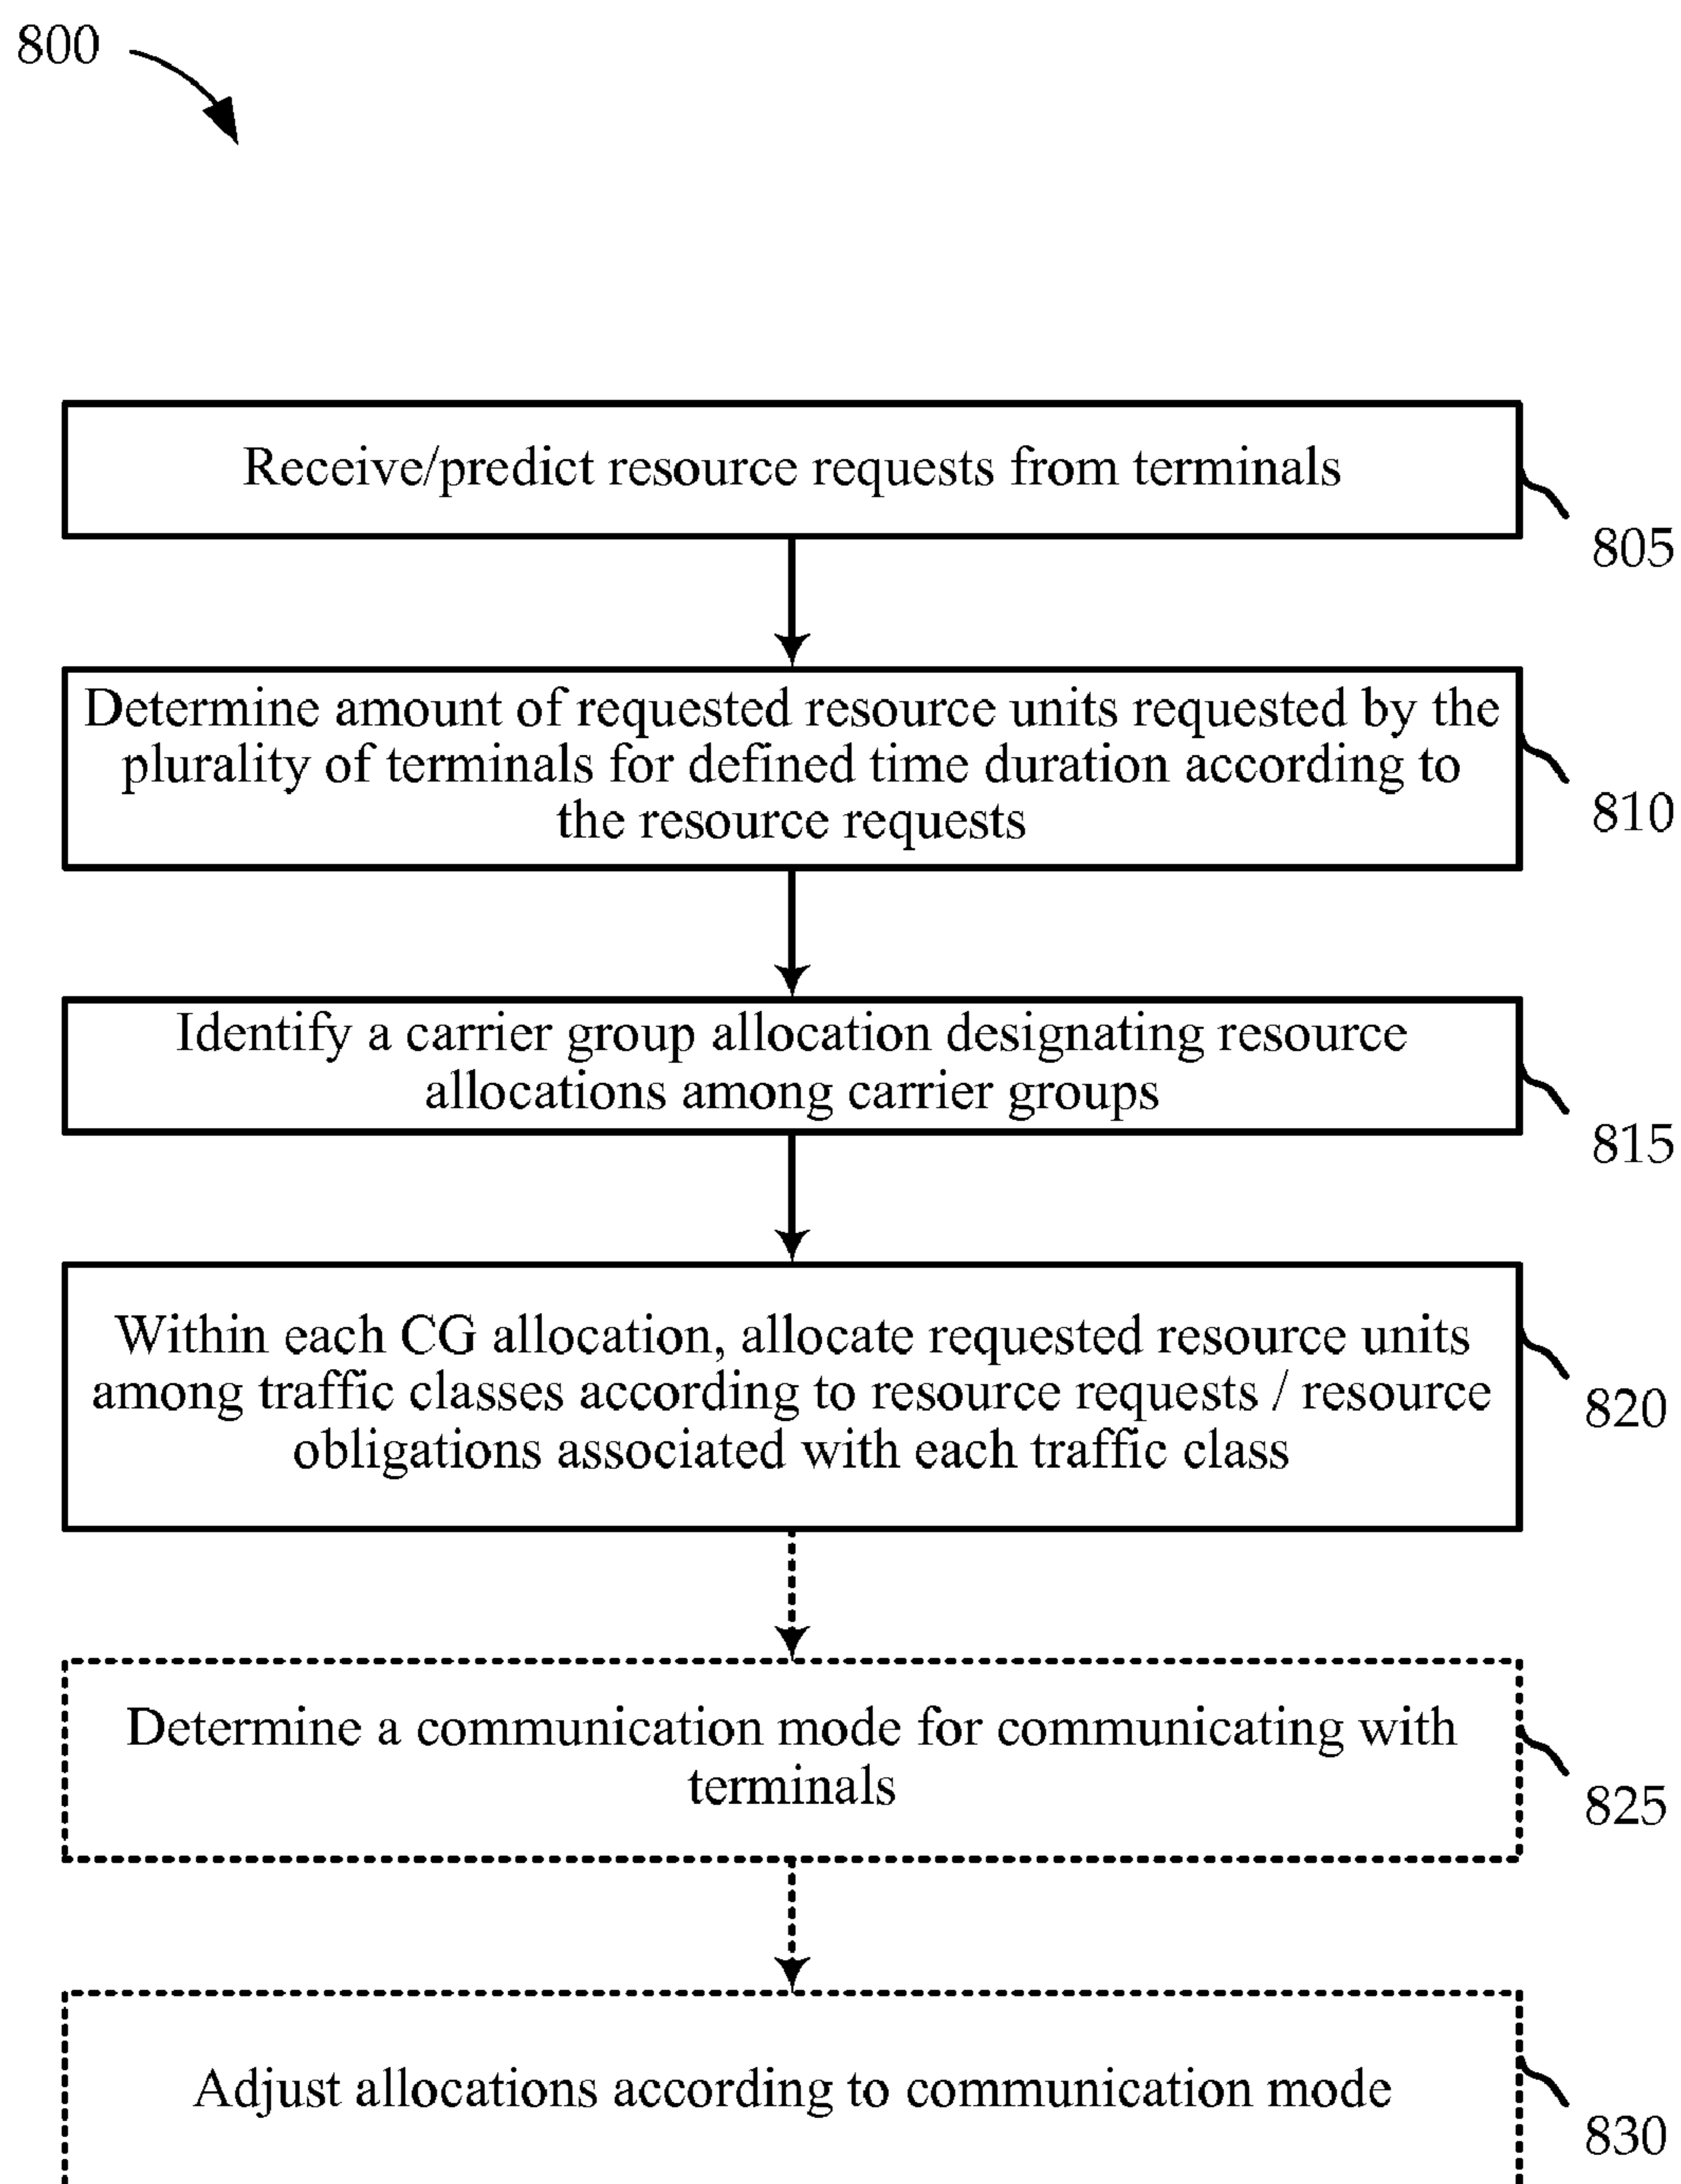 800
Receive/predict resource requests from terminals
805
Determine amount of requested resource units requested by the
plurality of terminals for defined time duration according to
the resource requests
810
Identify a carrier group allocation designating resource
allocations among carrier groups
815
Within each CG allocation, allocate requested resource units
among traffic classes according to resource requests / resource
obligations associated with each traffic class
820
Determine a communication mode for communicating with
terminals
825
Adjust allocations according to communication mode
830